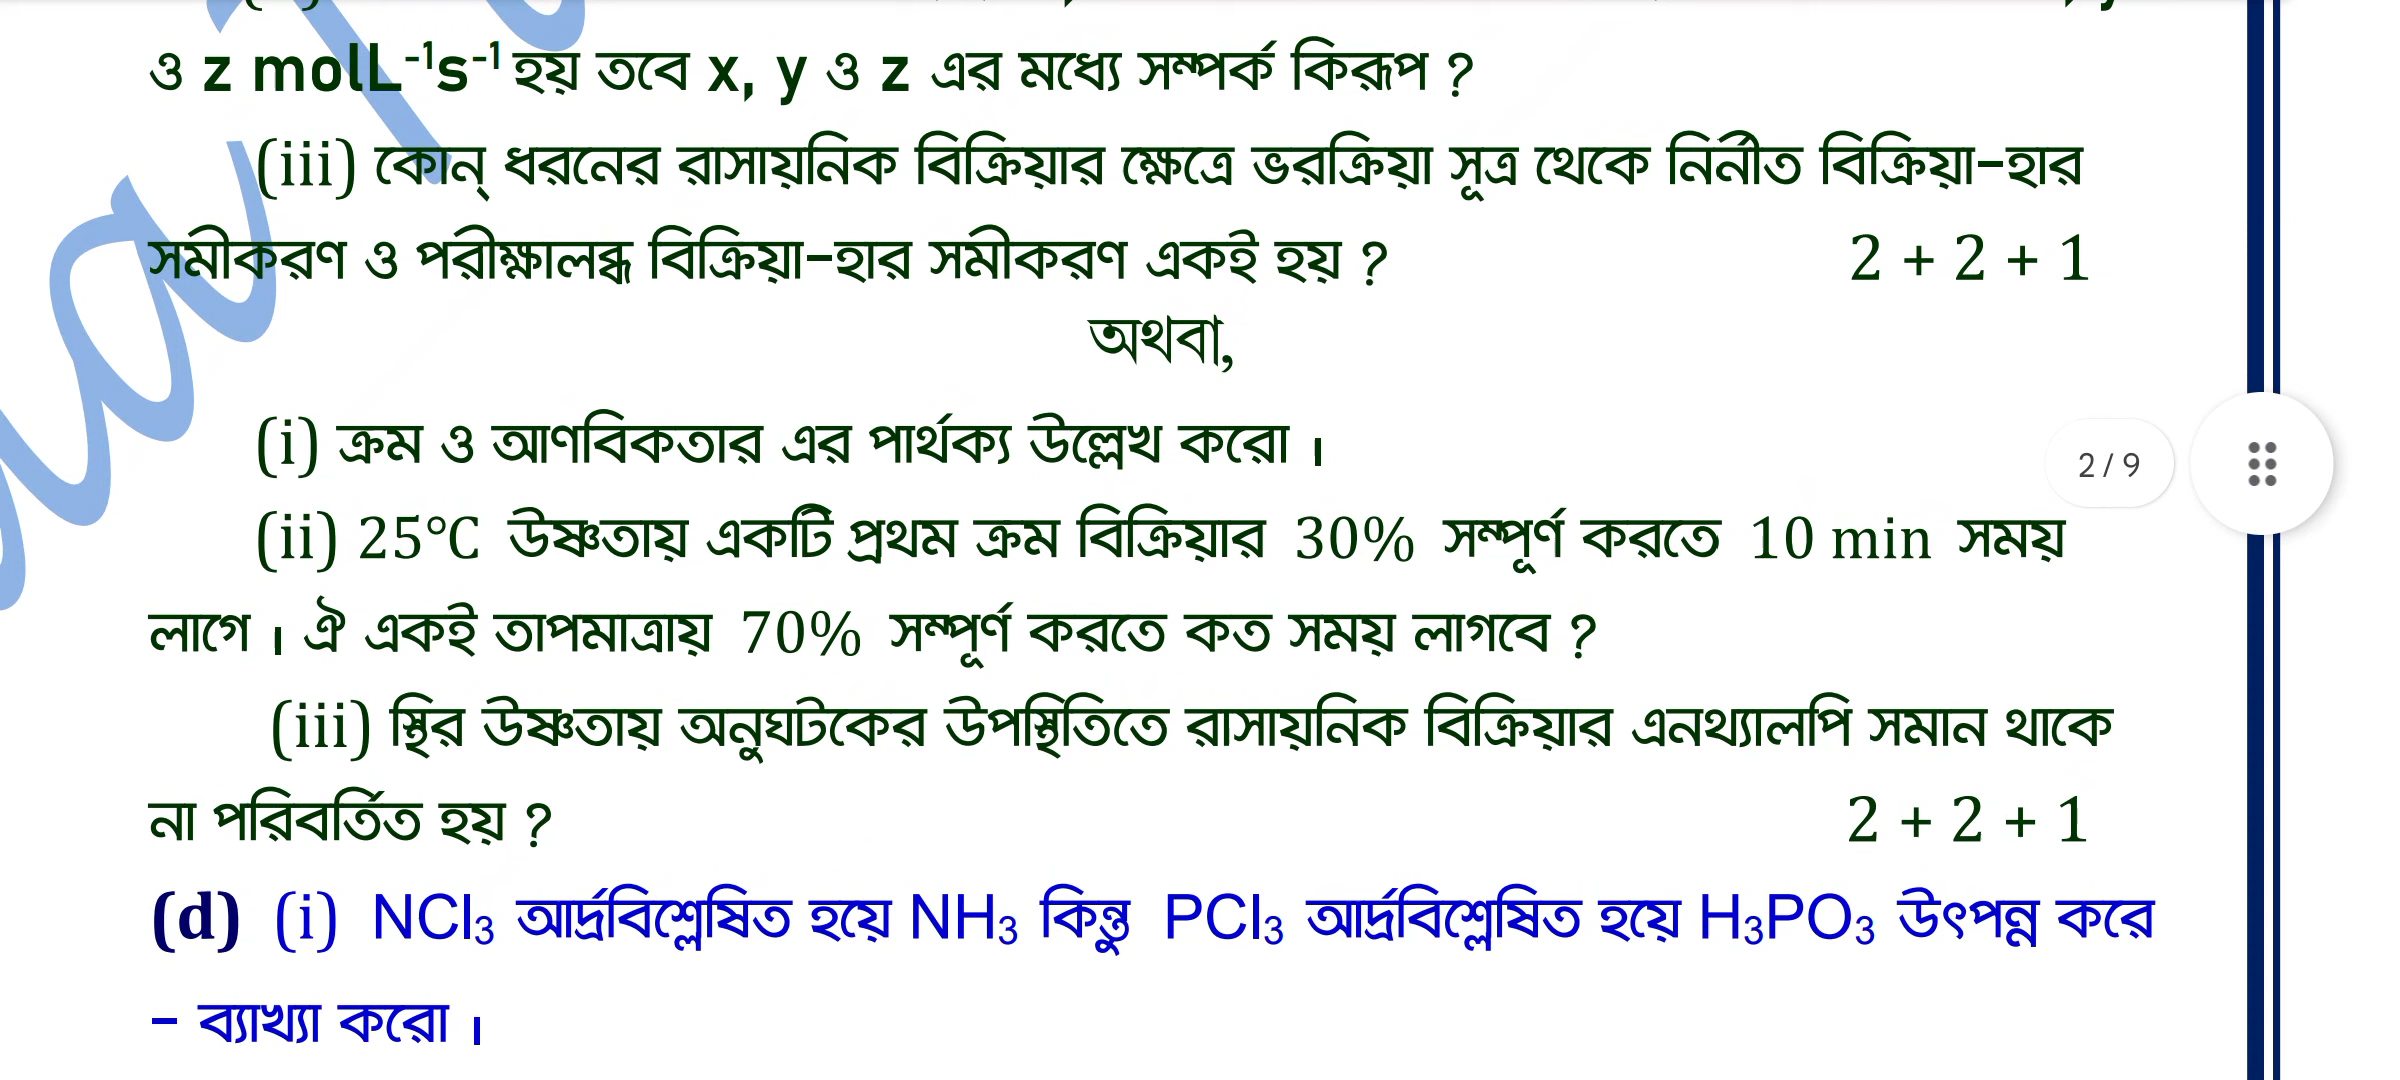 ও z molL⁻¹s⁻¹ হয় তবে x, y ও z এর মধ্যে সম্পর্ক কিরূপ ?
(iii) কোন্ ধরনের রাসায়নিক বিক্রিয়ার ক্ষেত্রে ভরক্রিয়া সূত্র থেকে নির্নীত বিক্রিয়া-হার
সমীকরণ ও পরীক্ষালব্ধ বিক্রিয়া-হার সমীকরণ একই হয় ? 2 + 2 + 1
অথবা,
(i) ক্রম ও আণবিকতার এর পার্থক্য উল্লেখ করো ।
(ii) 25°C উষ্ণতায় একটি প্রথম ক্রম বিক্রিয়ার 30% সম্পূর্ণ করতে 10 min সময়
লাগে । ঐ একই তাপমাত্রায় 70% সম্পূর্ণ করতে কত সময় লাগবে ?
2 / 9
(iii) স্থির উষ্ণতায় অনুঘটকের উপস্থিতিতে রাসায়নিক বিক্রিয়ার এনথ্যালপি সমান থাকে
না পরিবর্তিত হয় ? 2 + 2 + 1
(d) (i) NCl₃ আর্দ্রবিশ্লেষিত হয়ে NH₃ কিন্তু PCl₃ আর্দ্রবিশ্লেষিত হয়ে H₃PO₃ উৎপন্ন করে
– ব্যাখ্যা করো ।